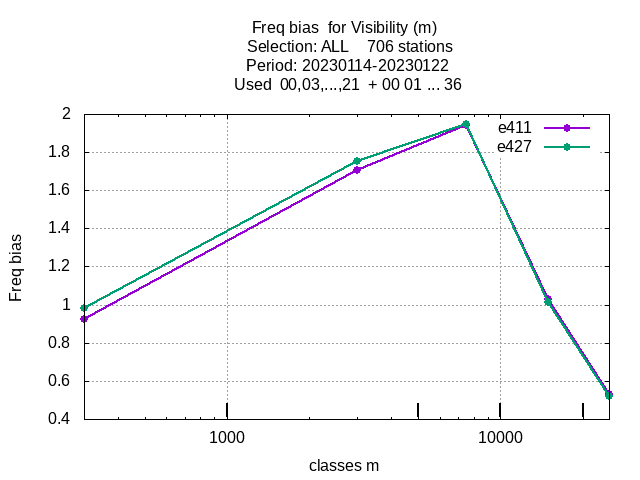 Freq bias  for Visibility (m)
Selection: ALL    706 stations
Period: 20230114-20230122
Used  00,03,...,21  + 00 01 ... 36
e411
e427
2
1.8
1.6
1.4
1.2
1
0.8
0.6
0.4
Freq bias
1000
10000
classes m